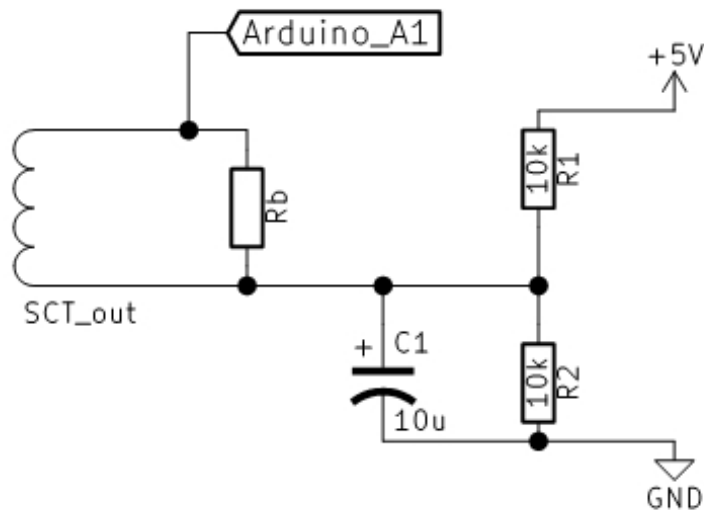 Arduino_A1
+5V
10k
R1
Rb
SCT_out
+
C1
10u
10k
R2
GND